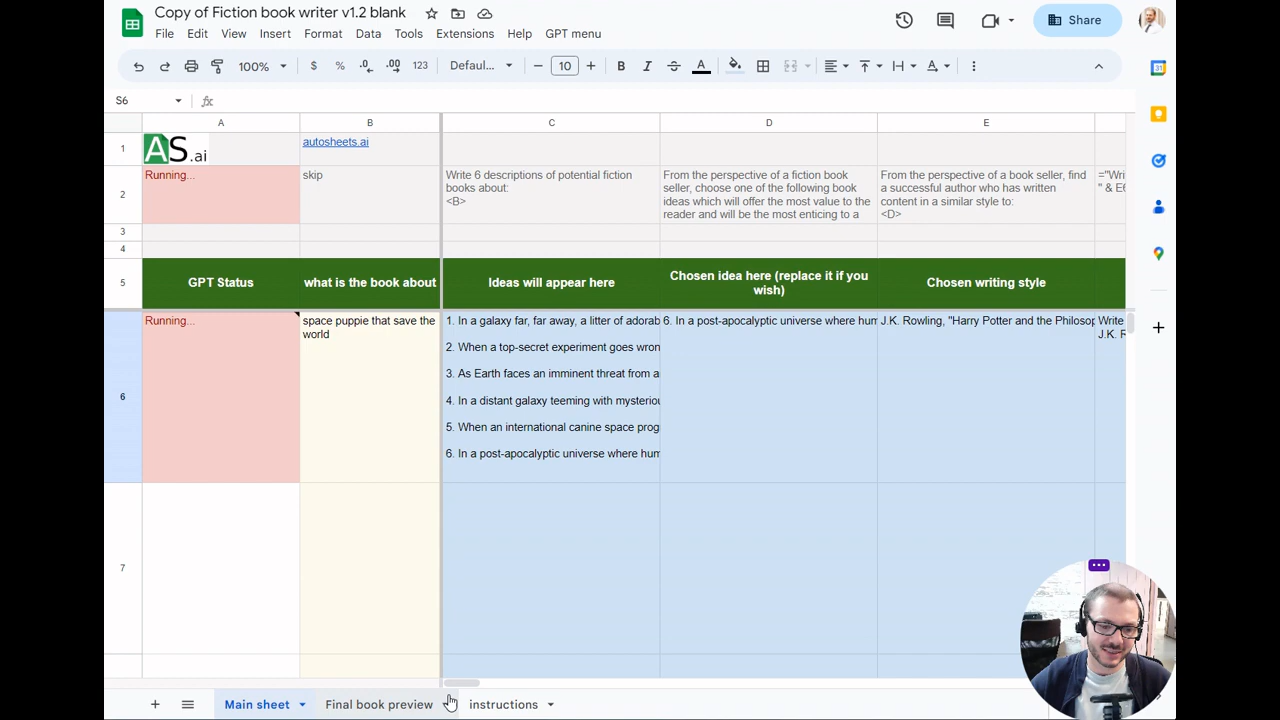 Copy of Fiction book writer v1.2 blank
Share
File Edit View Insert Format Data Tools Extensions Help GPT menu
100% $ % .0 .00 123 Defaul... − 10 + B I S A
S6 fx
A B C D E
1 AS.ai autosheets.ai
2 Running... skip
Write 6 descriptions of potential fiction
books about:
<B>
From the perspective of a fiction book
seller, choose one of the following book
ideas which will offer the most value to the
reader and will be the most enticing to a
From the perspective of a book seller, find
a successful author who has written
content in a similar style to:
<D>
="Wri
" & E6
3
4
5 GPT Status what is the book about Ideas will appear here
Chosen idea here (replace it if you
wish)
Chosen writing style
6 Running...
space puppie that save the
world
1. In a galaxy far, far away, a litter of adorab
2. When a top-secret experiment goes wron
3. As Earth faces an imminent threat from a
4. In a distant galaxy teeming with mysteriou
5. When an international canine space prog
6. In a post-apocalyptic universe where hum
6. In a post-apocalyptic universe where hum
J.K. Rowling, "Harry Potter and the Philosop
Write
J.K. R
7
+ Main sheet Final book preview instructions